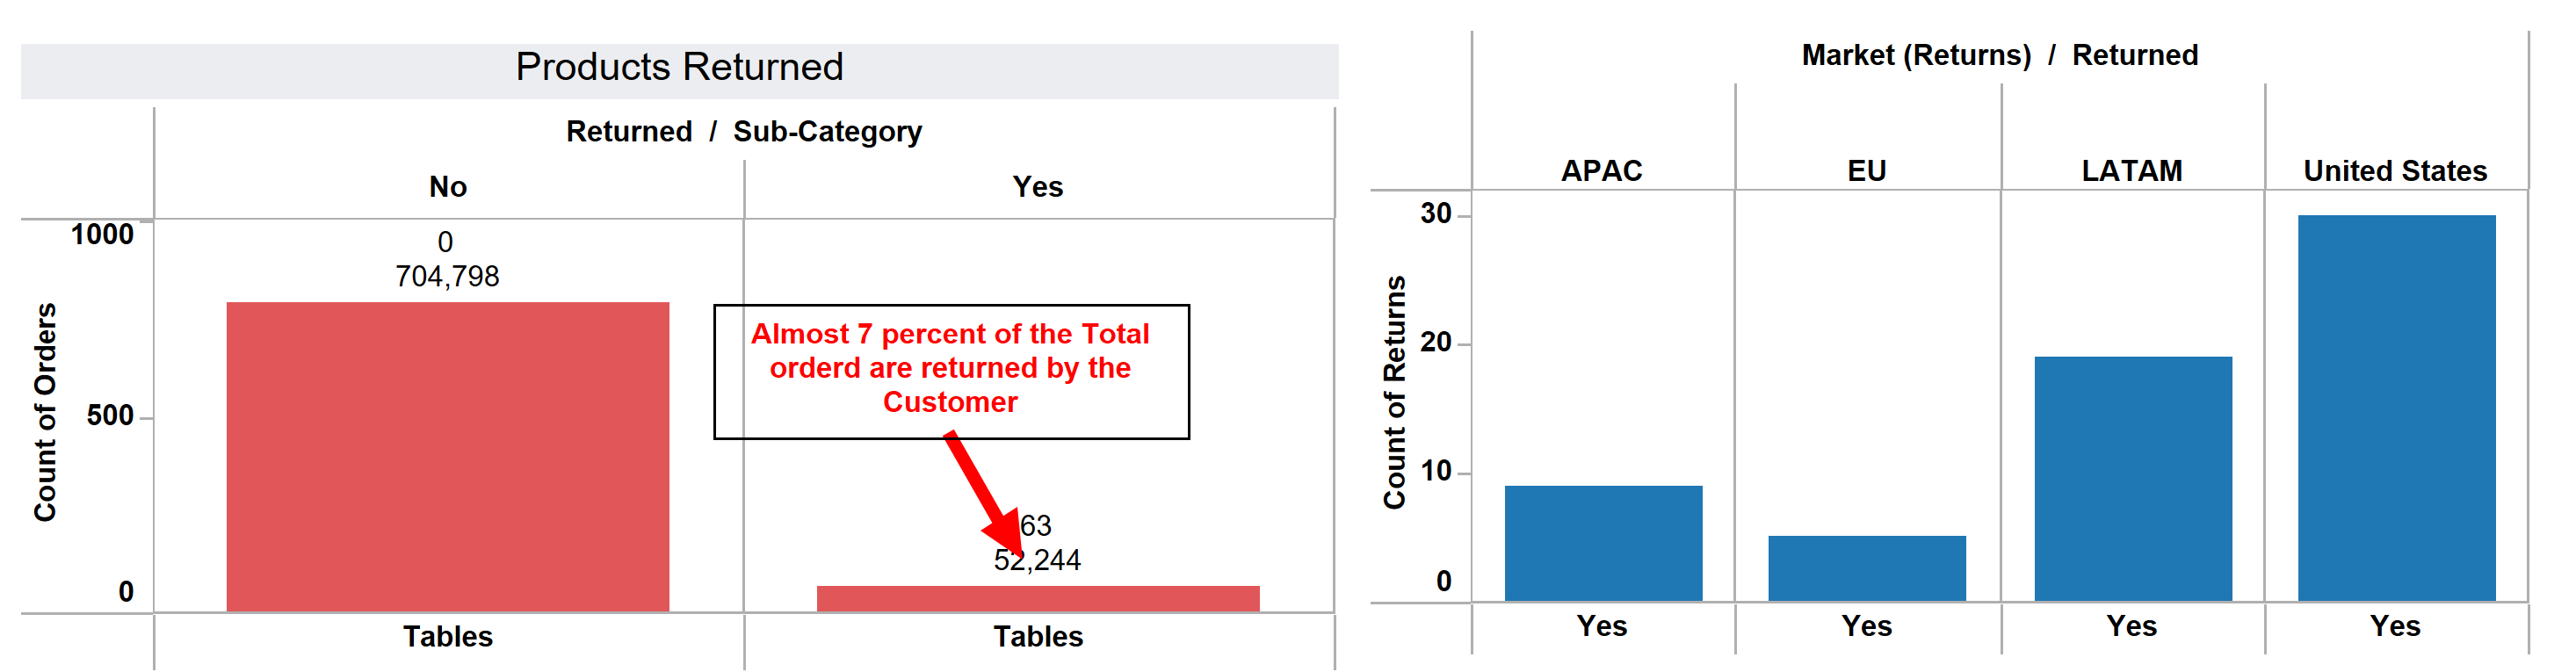 Products Returned
Returned / Sub-Category
No
Yes
1000
500
0
Count of Orders
0
704,798
Almost 7 percent of the Total
orderd are returned by the
Customer
63
52,244
Tables
Tables
Market (Returns) / Returned
APAC
EU
LATAM
United States
30
20
10
0
Count of Returns
Yes
Yes
Yes
Yes